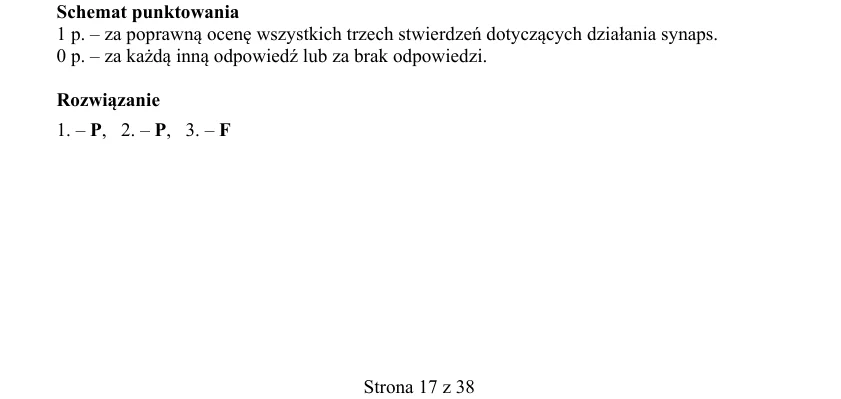 Schemat punktowania
1 p. – za poprawną ocenę wszystkich trzech stwierdzeń dotyczących działania synaps.
0 p. – za każdą inną odpowiedź lub za brak odpowiedzi.
Rozwiązanie
1. – P, 2. – P, 3. – F
Strona 17 z 38